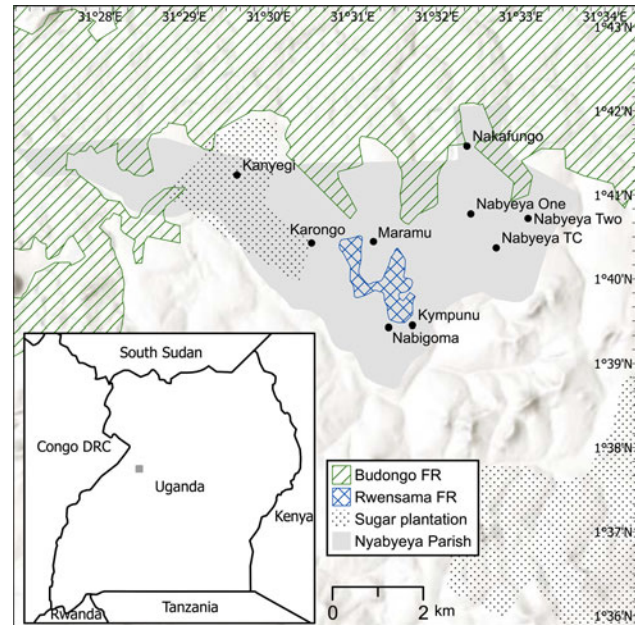 31°28'E 31°29'E 31°30'E 31°31'E 31°32'E 31°33'E 31°34'E
1°43'N
1°42'N
Nakafungo
Kanyegi
1°41'N
Nabyeya One
Nabyeya Two
Karongo
Maramu
Nabyeya TC
1°40'N
Kympunu
Nabigoma
1°39'N
South Sudan
Congo DRC
Uganda
Kenya
Rwanda
Tanzania
1°38'N
Budongo FR
Rwensama FR
Sugar plantation
Nyabyeya Parish
1°37'N
0 2 km
1°36'N